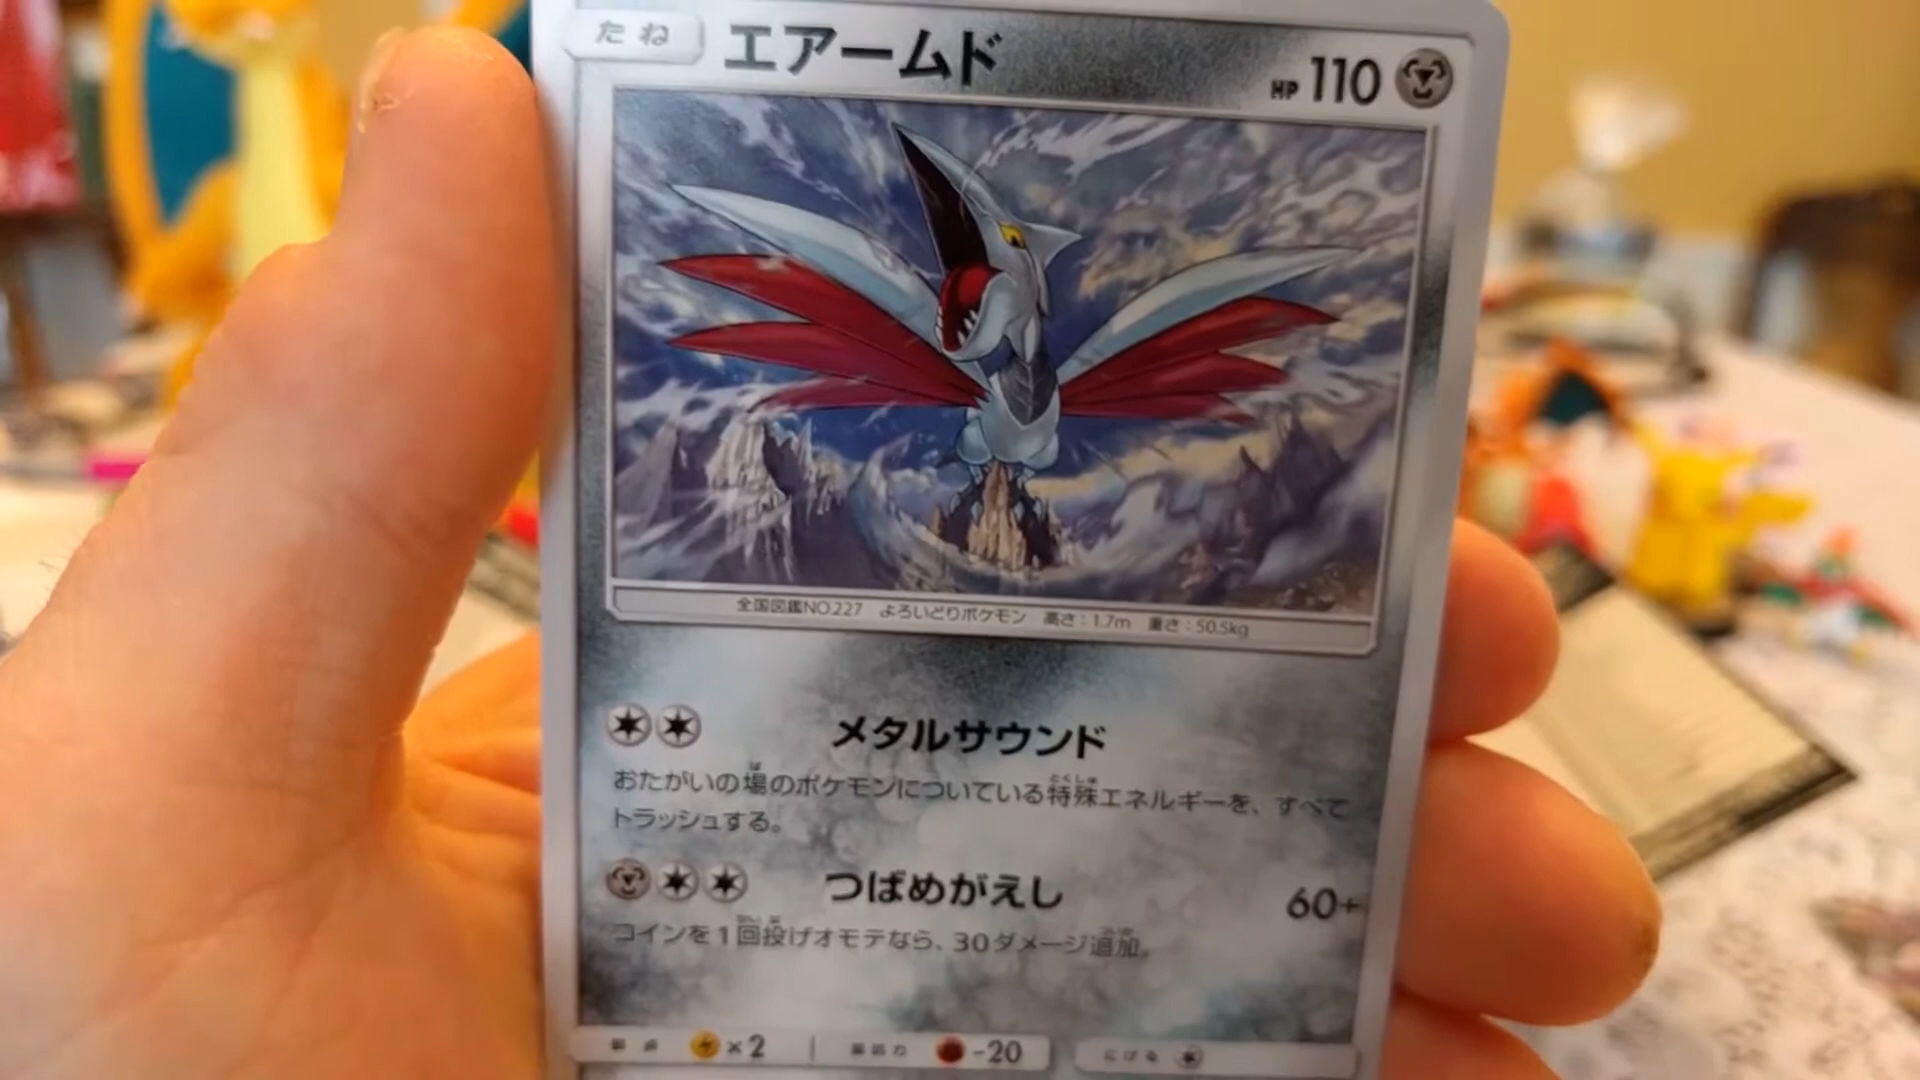 たね エアームド HP 110
全国図鑑NO.227 よろいどりポケモン 高さ:1.7m 重さ:50.5kg
メタルサウンド
おたがいの場のポケモンについている特殊エネルギーを、すべて
トラッシュする。
つばめがえし 60+
コインを1回投げオモテなら、30ダメージ追加。
×2 -20 にげる